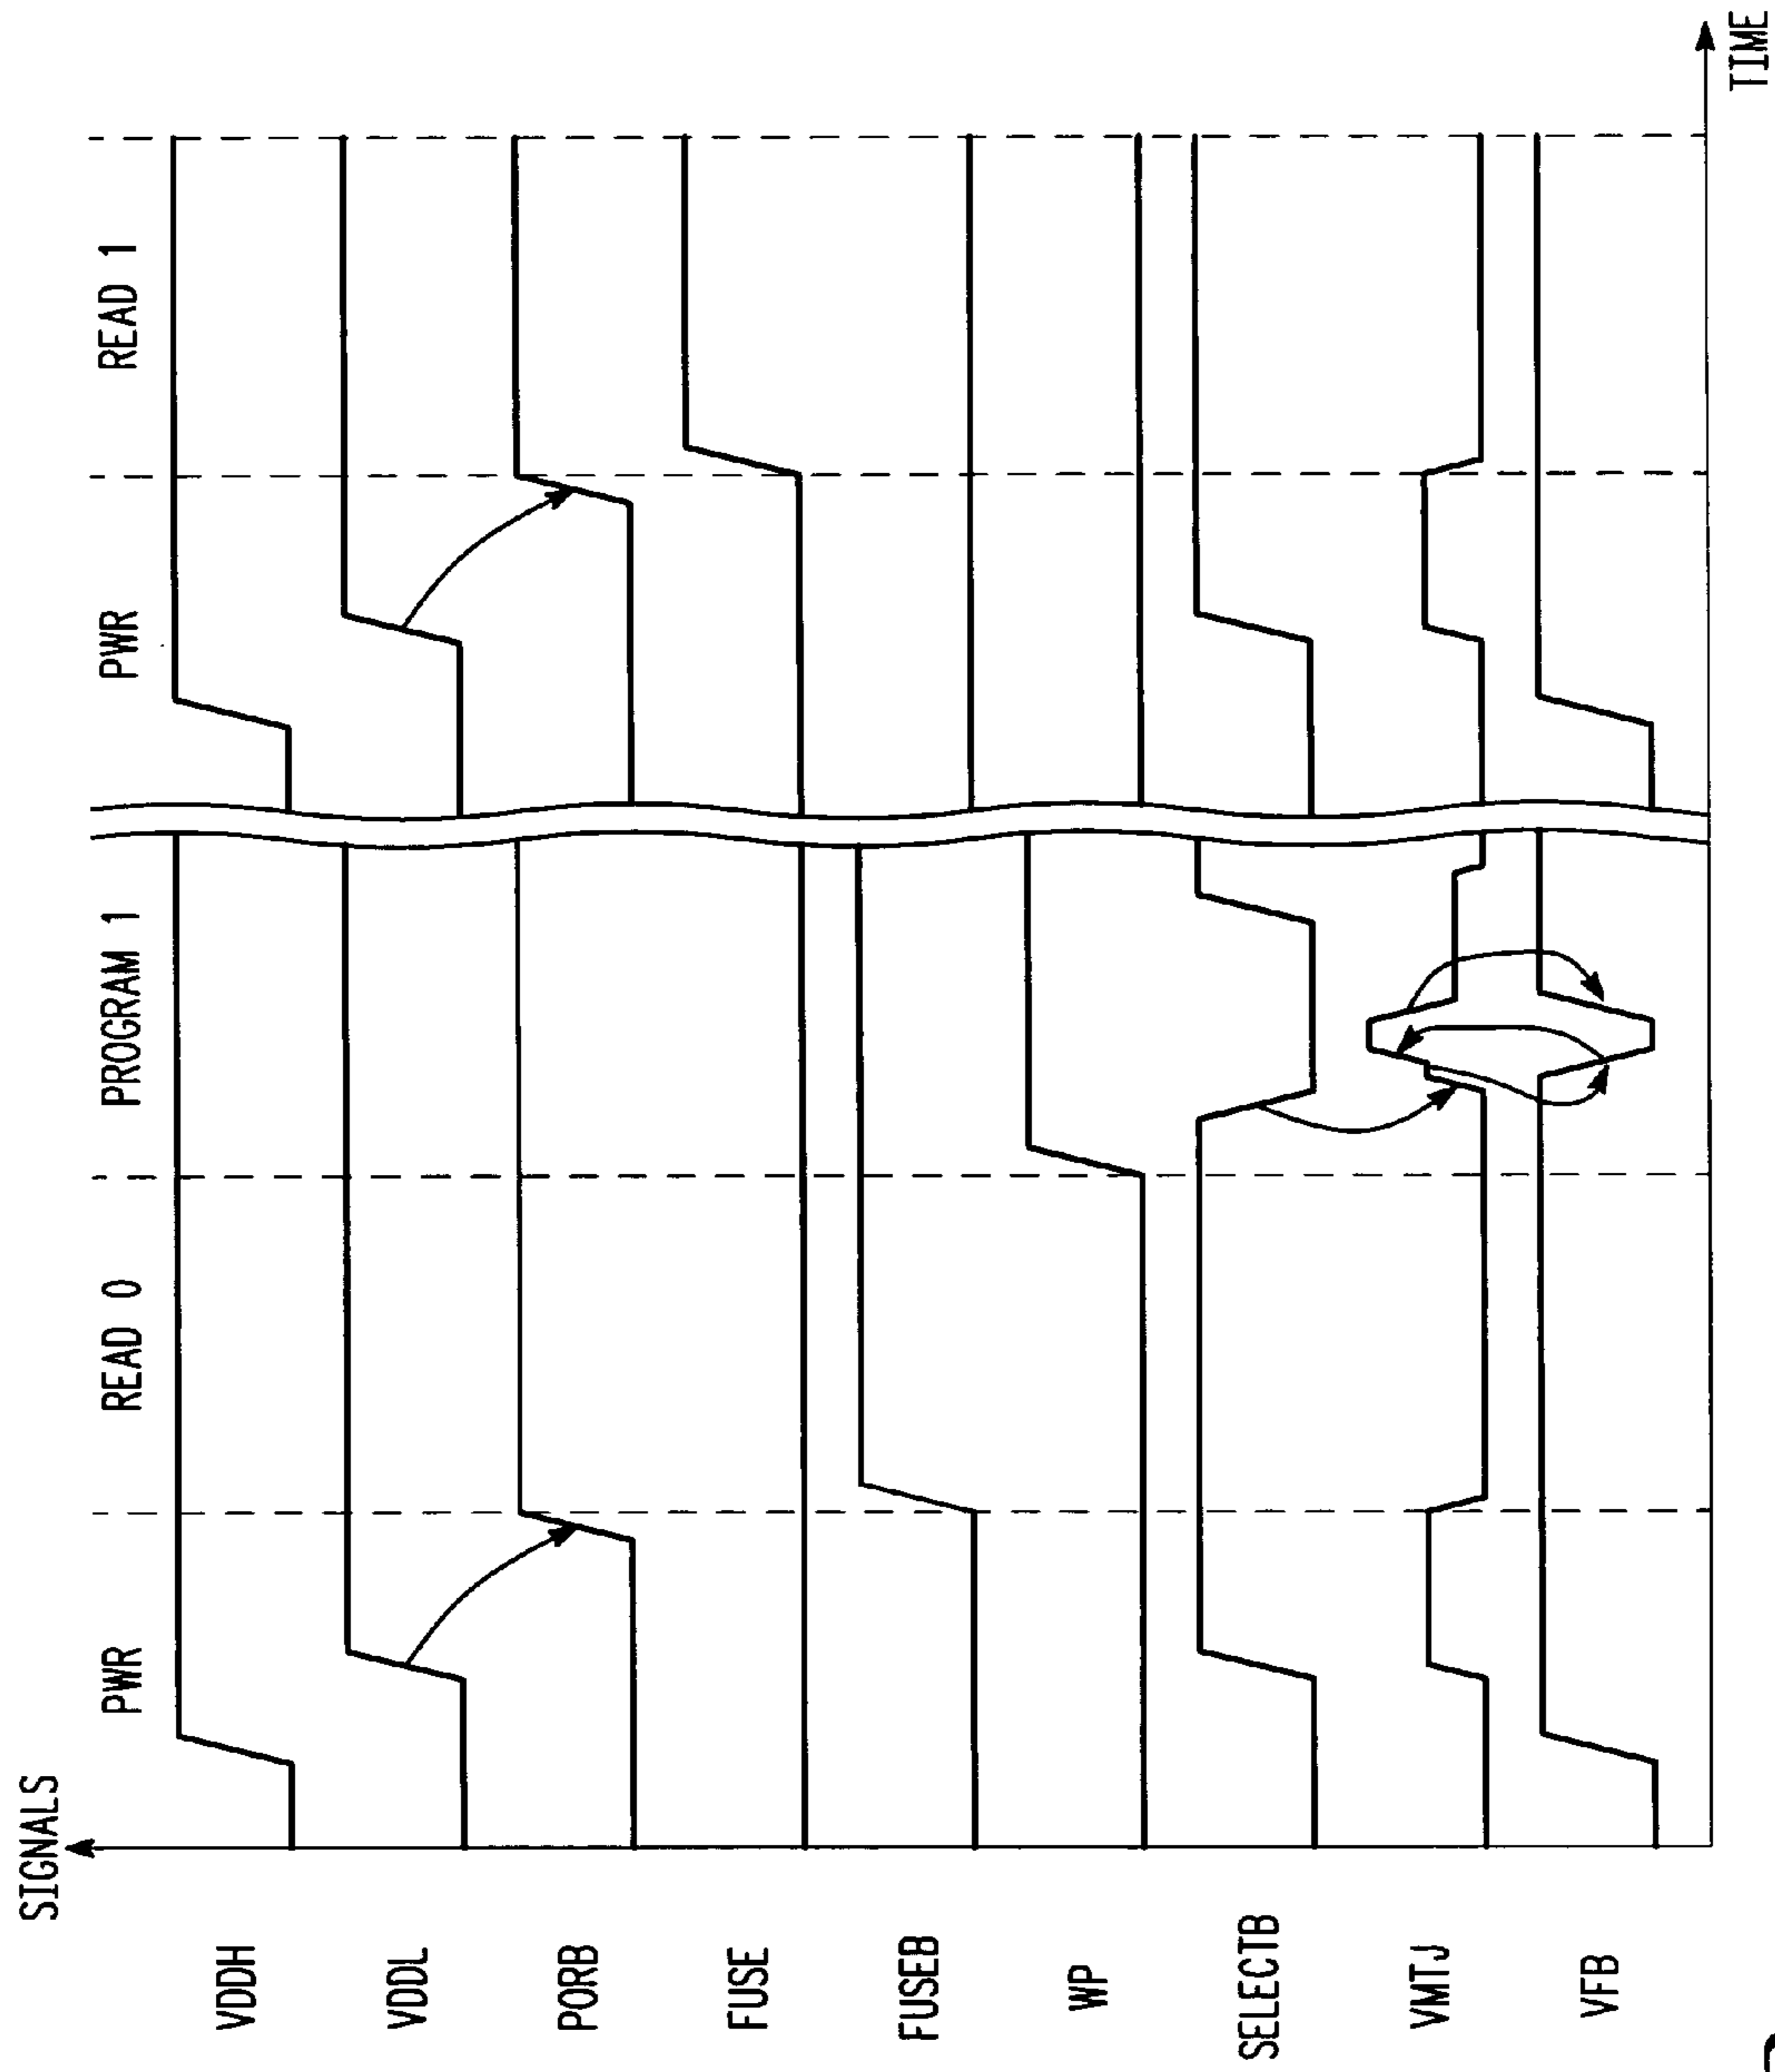 SIGNALS
PWR
READ 0
PROGRAM 1
PWR
READ 1
VDDH
VDDL
PORB
FUSE
FUSEB
WP
SELECTB
VMTJ
VFB
TIME